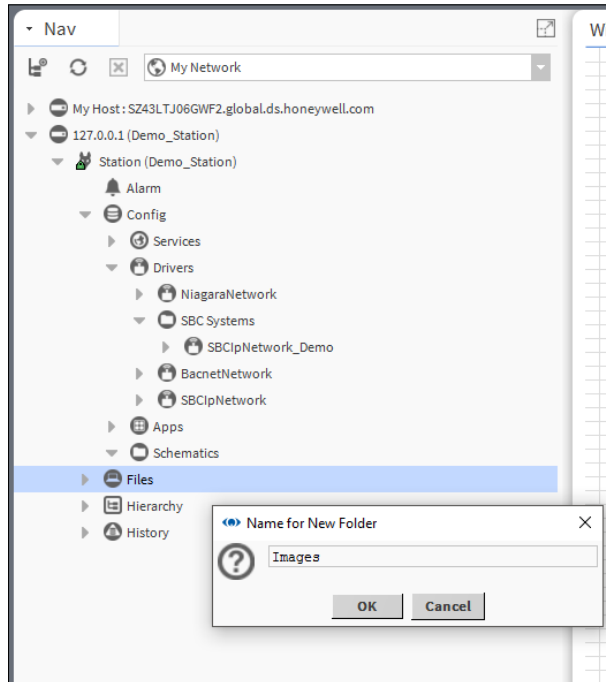 Nav
W
My Network
My Host : SZ43LTJ06GWF2.global.ds.honeywell.com
127.0.0.1 (Demo_Station)
Station (Demo_Station)
Alarm
Config
Services
Drivers
NiagaraNetwork
SBC Systems
SBCIpNetwork_Demo
BacnetNetwork
SBCIpNetwork
Apps
Schematics
Files
Hierarchy
History
Name for New Folder
Images
OK Cancel